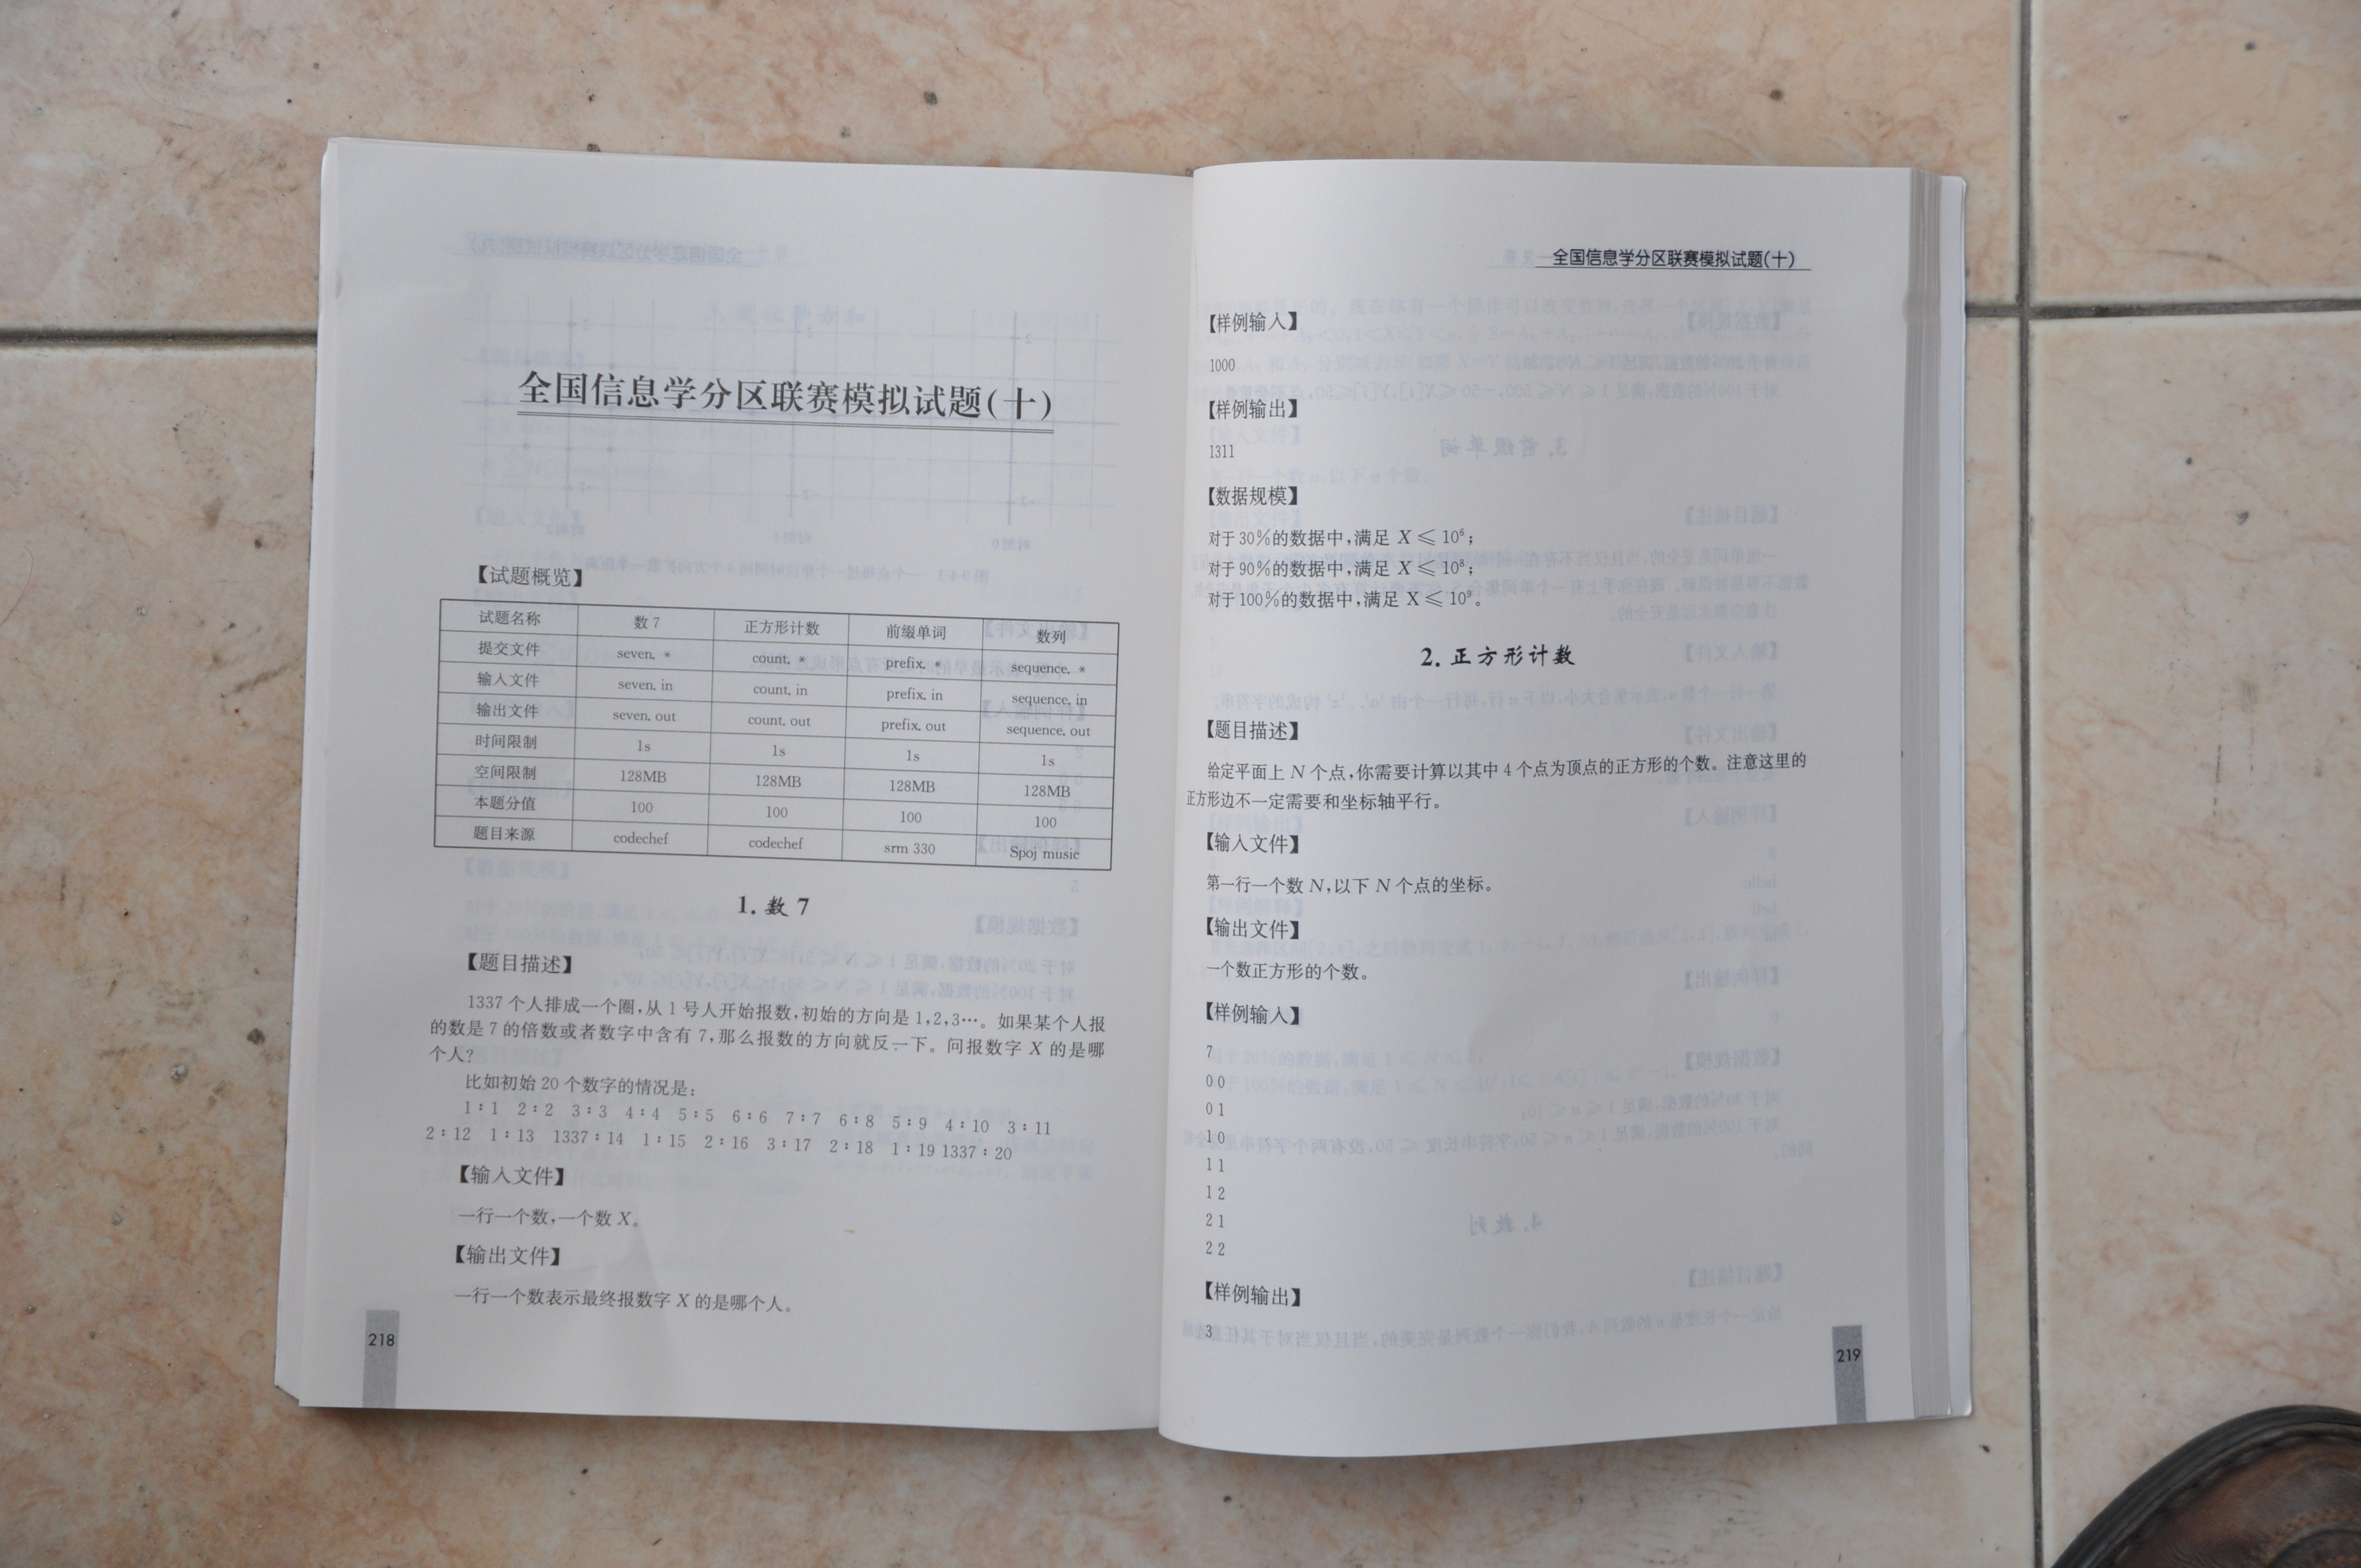 全国信息学分区联赛模拟试题(十)
【试题概览】
试题名称 数7 正方形计数 前缀单词 数列
提交文件 seven. * count. * prefix. * sequence. *
输入文件 seven. in count. in prefix. in sequence. in
输出文件 seven. out count. out prefix. out sequence. out
时间限制 1s 1s 1s 1s
空间限制 128MB 128MB 128MB 128MB
本题分值 100 100 100 100
题目来源 codechef codechef srm 330 Spoj music
1. 数 7
【题目描述】
1337 个人排成一个圈,从 1 号人开始报数,初始的方向是 1,2,3…。如果某个人报
的数是 7 的倍数或者数字中含有 7,那么报数的方向就反一下。问报数字 X 的是哪
个人?
比如初始 20 个数字的情况是:
1:1 2:2 3:3 4:4 5:5 6:6 7:7 6:8 5:9 4:10 3:11
2:12 1:13 1337:14 1:15 2:16 3:17 2:18 1:19 1337:20
【输入文件】
一行一个数,一个数 X。
【输出文件】
一行一个数表示最终报数字 X 的是哪个人。
218
全国信息学分区联赛模拟试题(十)
【样例输入】
1000
【样例输出】
1311
【数据规模】
对于 30%的数据中,满足 X ≤ 10⁶;
对于 90%的数据中,满足 X ≤ 10⁸;
对于 100%的数据中,满足 X ≤ 10⁹。
2. 正方形计数
【题目描述】
给定平面上 N 个点,你需要计算以其中 4 个点为顶点的正方形的个数。注意这里的
正方形边不一定需要和坐标轴平行。
【输入文件】
第一行一个数 N,以下 N 个点的坐标。
【输出文件】
一个数正方形的个数。
【样例输入】
7
0 0
0 1
1 0
1 1
1 2
2 1
2 2
【样例输出】
3
219